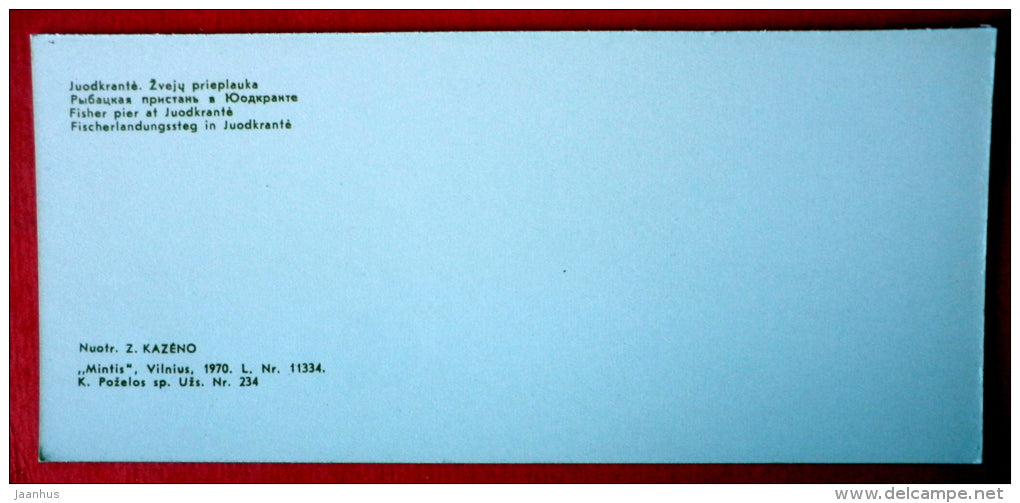 Juodkrantė. Žvejų prieplauka
Рыбацкая пристань в Юодкранте
Fisher pier at Juodkrantė
Fischerlandungssteg in Juodkrantė
Nuotr. Z. KAZĖNO
„Mintis“, Vilnius, 1970. L. Nr. 11334.
K. Poželos sp. Užs. Nr. 234
jaanhus
delcampe.net